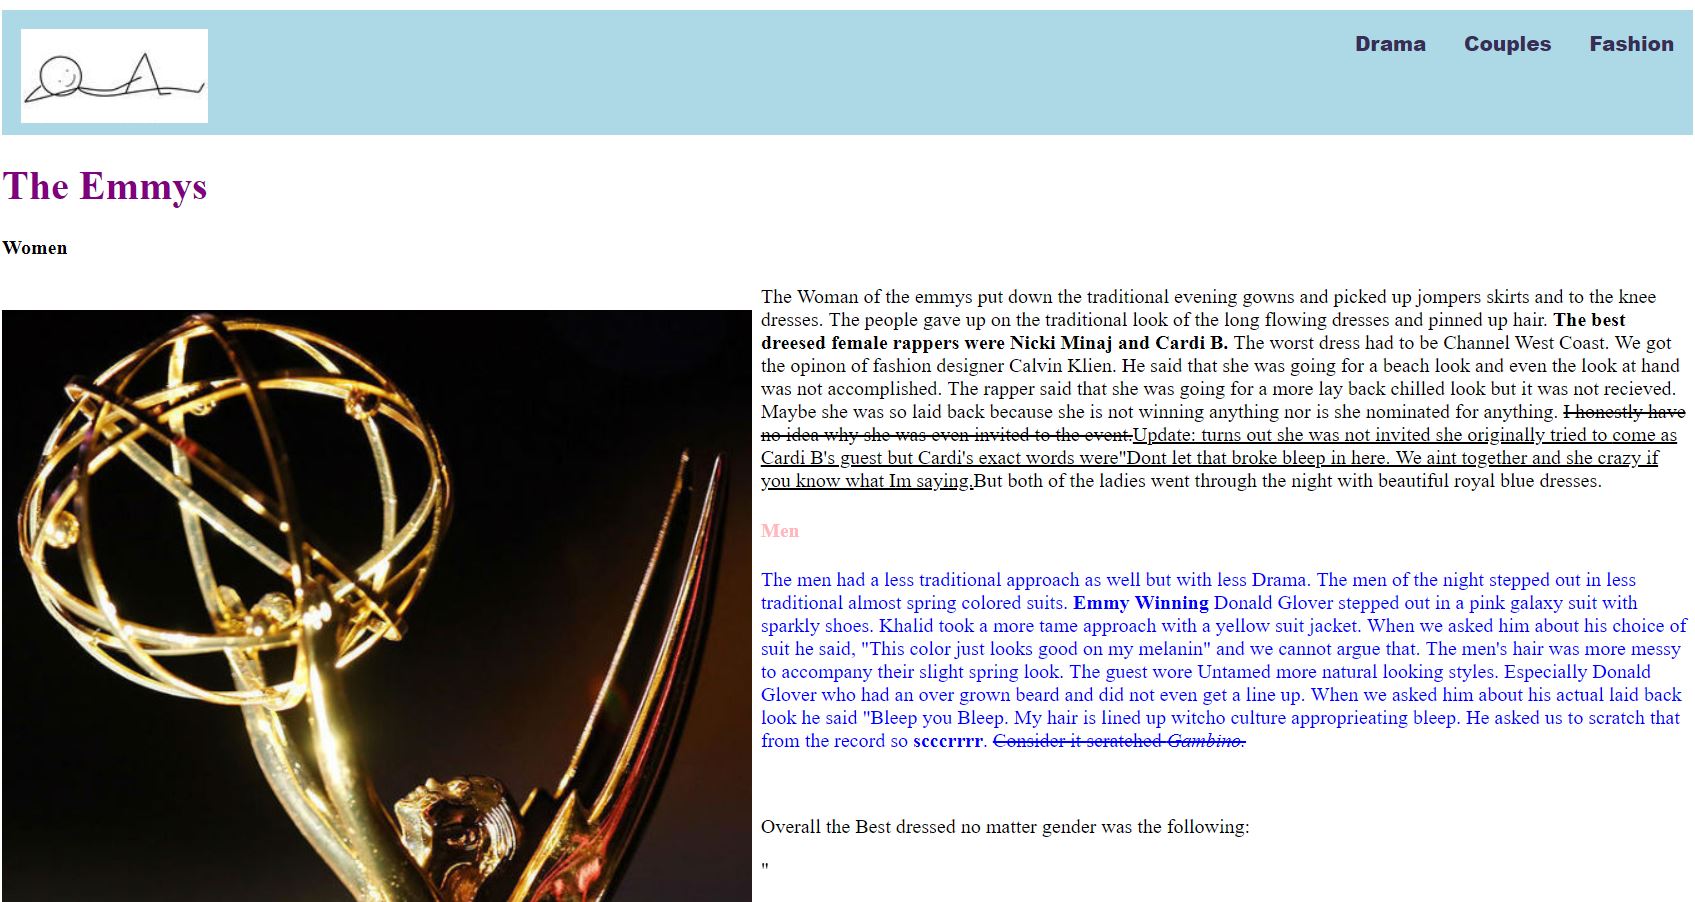 Drama Couples Fashion
The Emmys
Women
The Woman of the emmys put down the traditional evening gowns and picked up jompers skirts and to the knee
dresses. The people gave up on the traditional look of the long flowing dresses and pinned up hair. The best
dreesed female rappers were Nicki Minaj and Cardi B. The worst dress had to be Channel West Coast. We got
the opinon of fashion designer Calvin Klien. He said that she was going for a beach look and even the look at hand
was not accomplished. The rapper said that she was going for a more lay back chilled look but it was not recieved.
Maybe she was so laid back because she is not winning anything nor is she nominated for anything. I honestly have
no idea why she was even invited to the event.Update: turns out she was not invited she originally tried to come as
Cardi B's guest but Cardi's exact words were"Dont let that broke bleep in here. We aint together and she crazy if
you know what Im saying.But both of the ladies went through the night with beautiful royal blue dresses.
Men
The men had a less traditional approach as well but with less Drama. The men of the night stepped out in less
traditional almost spring colored suits. Emmy Winning Donald Glover stepped out in a pink galaxy suit with
sparkly shoes. Khalid took a more tame approach with a yellow suit jacket. When we asked him about his choice of
suit he said, "This color just looks good on my melanin" and we cannot argue that. The men's hair was more messy
to accompany their slight spring look. The guest wore Untamed more natural looking styles. Especially Donald
Glover who had an over grown beard and did not even get a line up. When we asked him about his actual laid back
look he said "Bleep you Bleep. My hair is lined up witcho culture approprieating bleep. He asked us to scratch that
from the record so scccrrrr. Consider it scratched Gambino.
Overall the Best dressed no matter gender was the following:
"